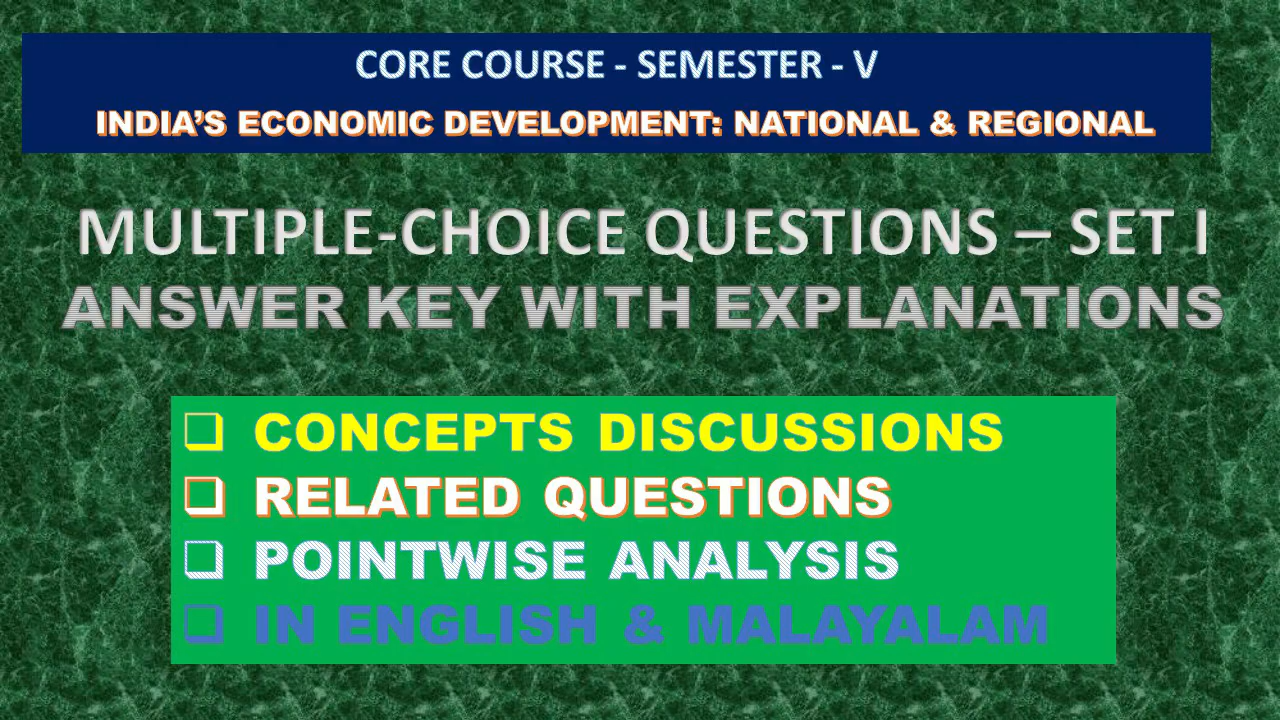 CORE COURSE - SEMESTER - V
INDIA'S ECONOMIC DEVELOPMENT: NATIONAL & REGIONAL
MULTIPLE-CHOICE QUESTIONS – SET I
ANSWER KEY WITH EXPLANATIONS
❑ CONCEPTS DISCUSSIONS
❑ RELATED QUESTIONS
❑ POINTWISE ANALYSIS
❑ IN ENGLISH & MALAYALAM